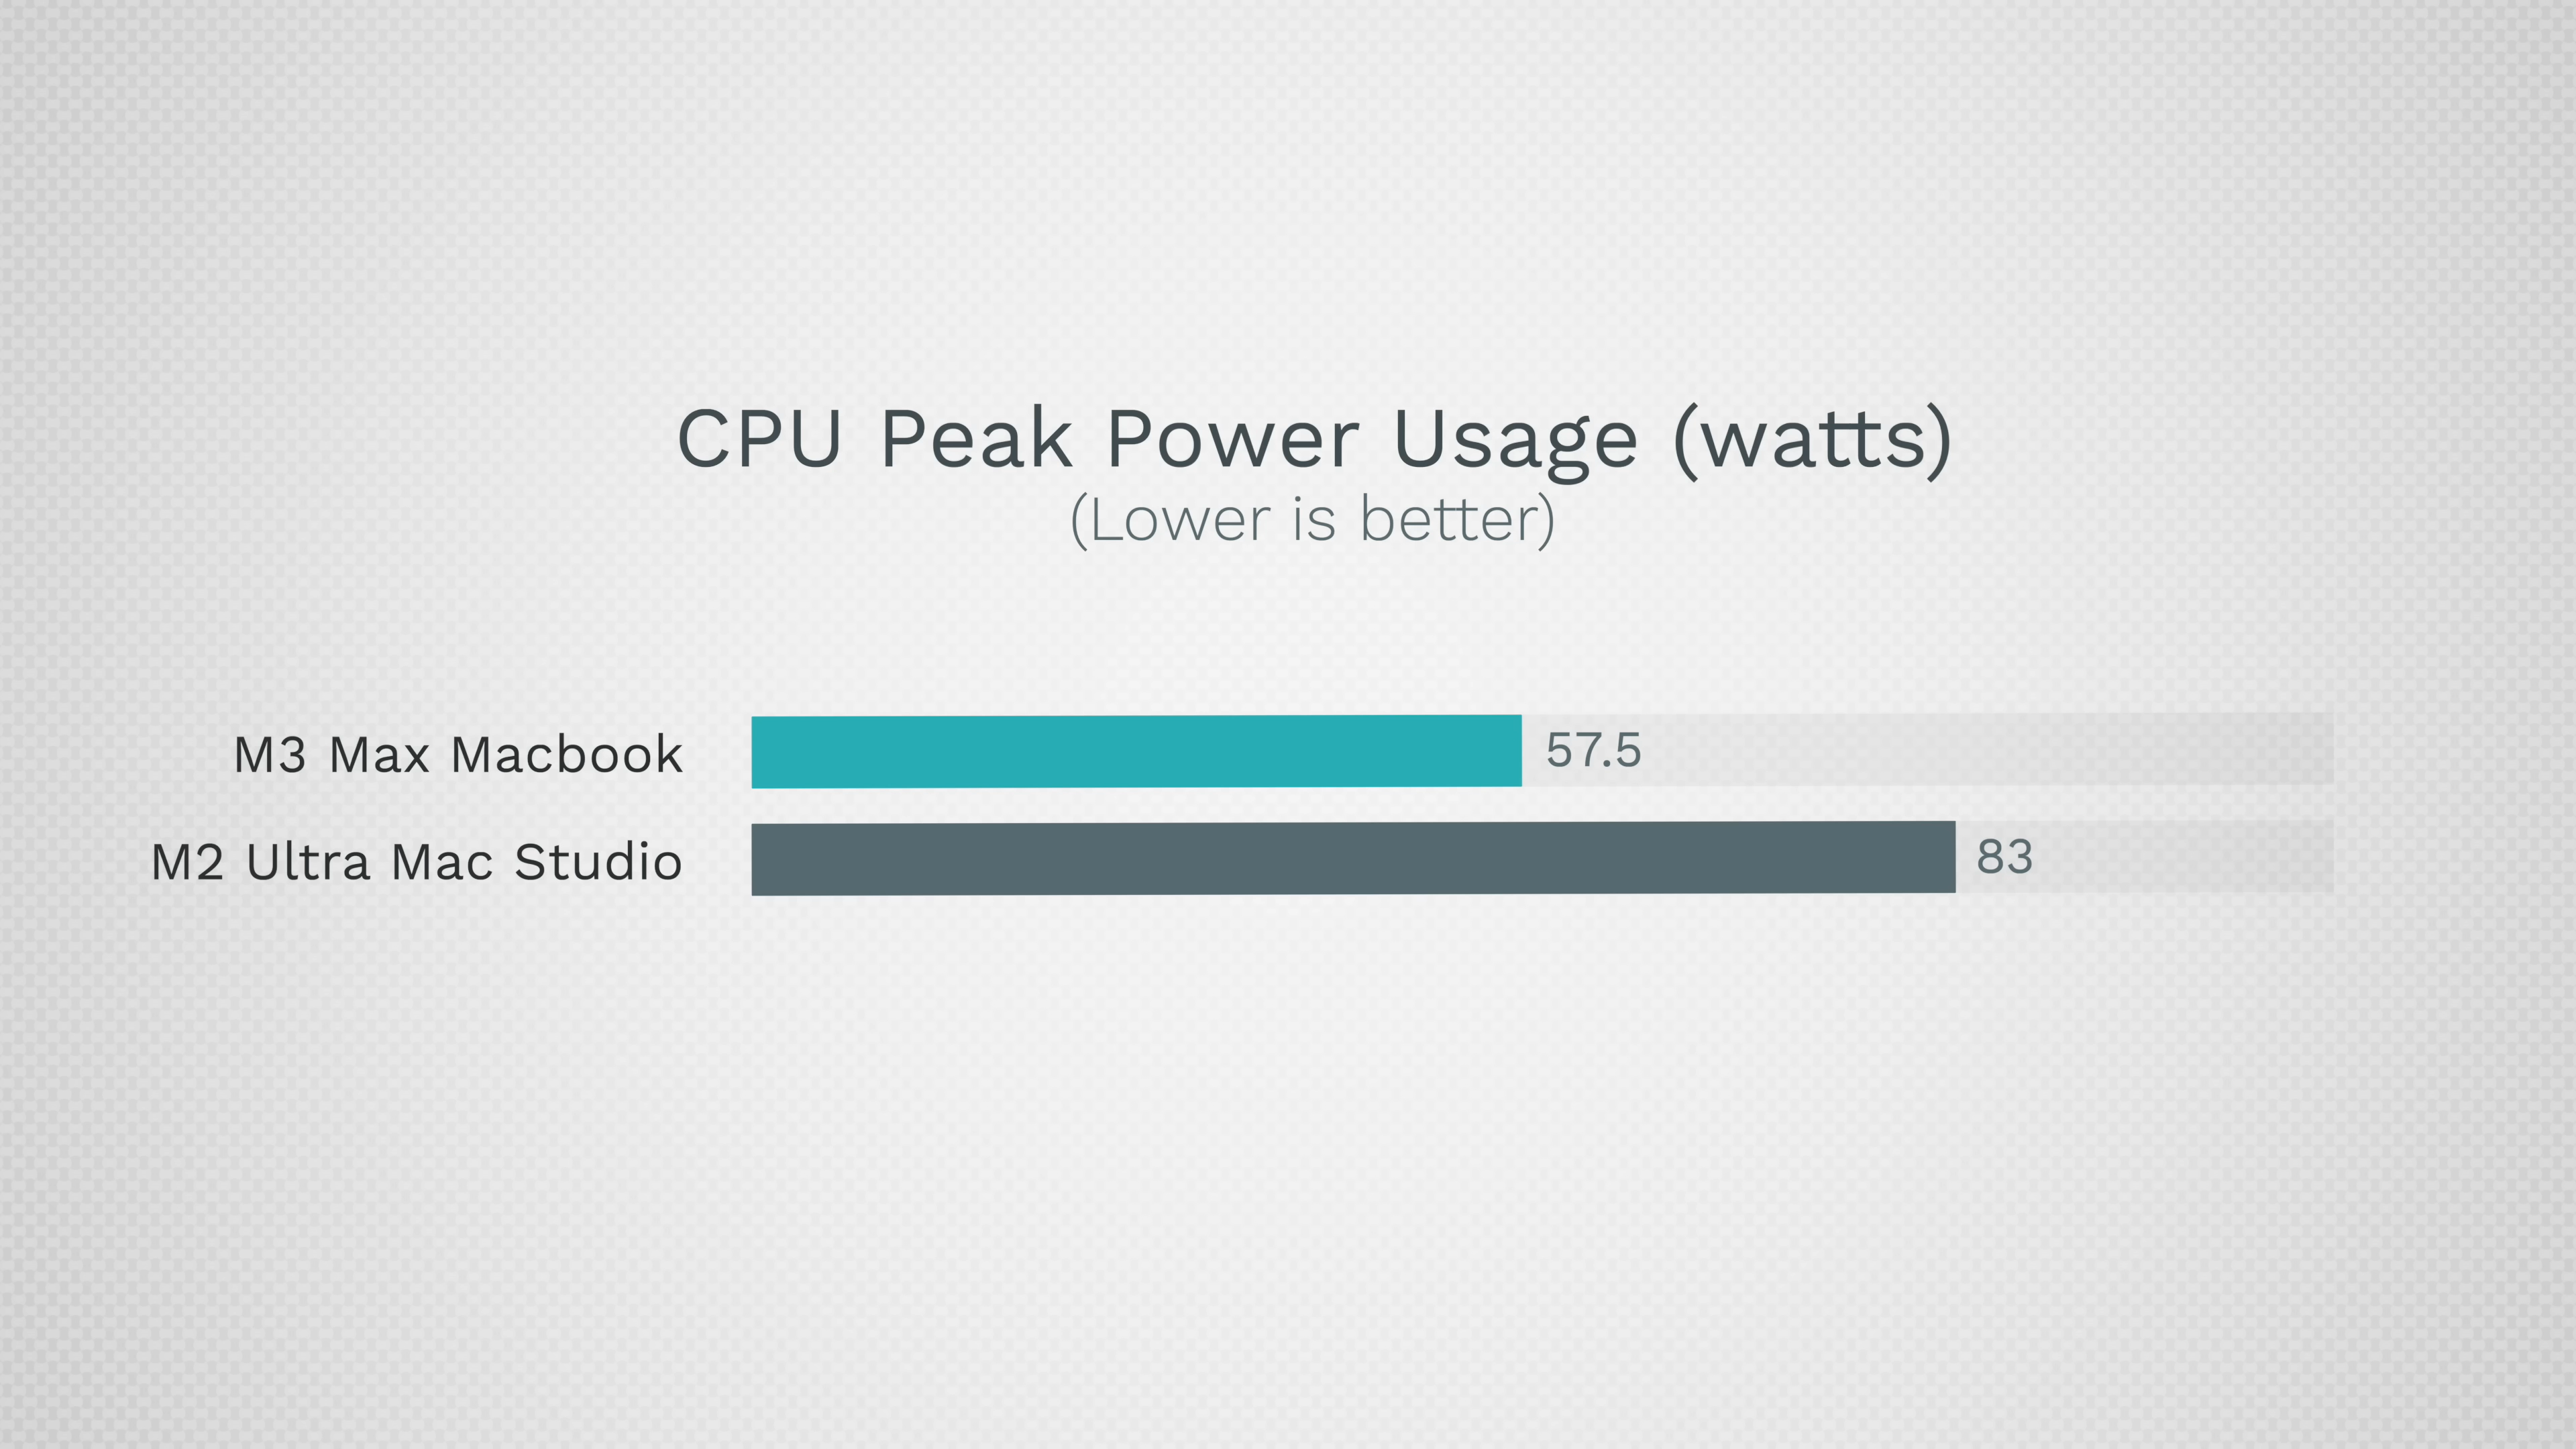 CPU Peak Power Usage (watts)
(Lower is better)
M3 Max Macbook 57.5
M2 Ultra Mac Studio 83